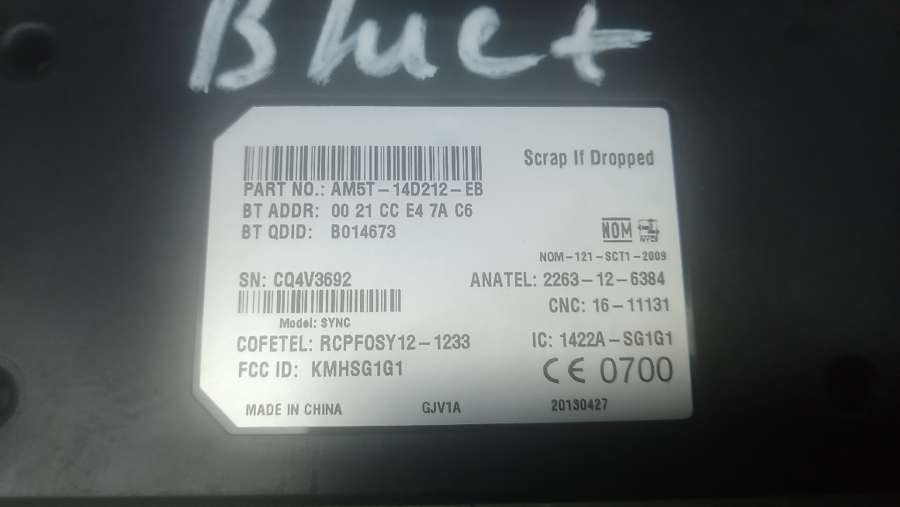 Bluet
Scrap If Dropped
PART NO.: AM5T-14D212-EB
BT ADDR: 00 21 CC E4 7A C6
BT QDID: B014673
NOM
NOM-121-SCT1-2009
SN: CQ4V3692
ANATEL: 2263-12-6384
CNC: 16-11131
Model: SYNC
COFETEL: RCPFOSY12-1233
IC: 1422A-SG1G1
FCC ID: KMHSG1G1
CE 0700
MADE IN CHINA GJV1A 20130427